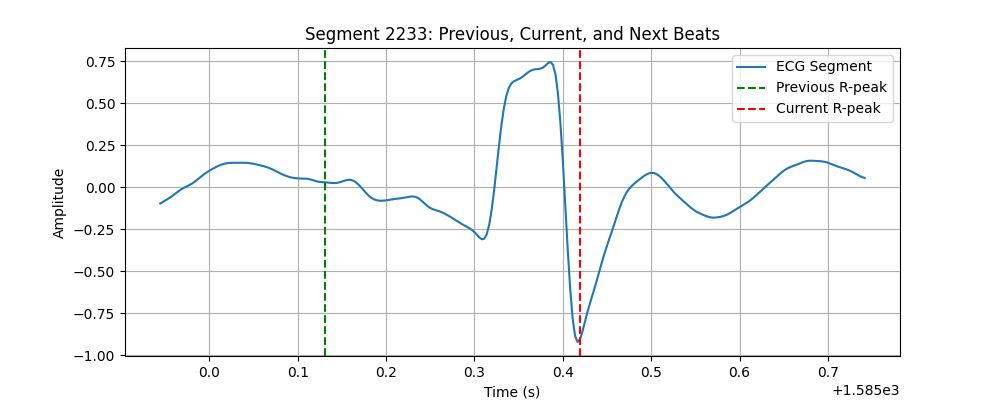 Segment 2233: Previous, Current, and Next Beats
ECG Segment
Previous R-peak
Current R-peak
Amplitude
0.75
0.50
0.25
0.00
−0.25
−0.50
−0.75
−1.00
0.0 0.1 0.2 0.3 0.4 0.5 0.6 0.7
Time (s)
+1.585e3